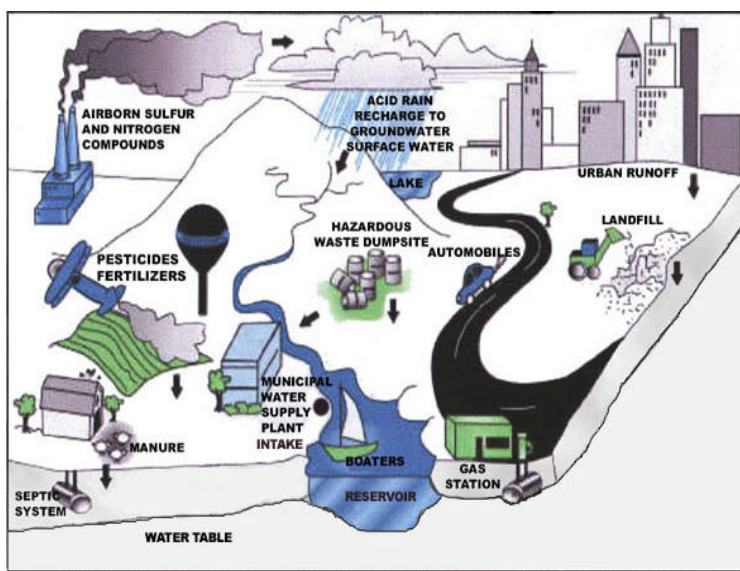 AIRBORN SULFUR
AND NITROGEN
COMPOUNDS
ACID RAIN
RECHARGE TO
GROUNDWATER
SURFACE WATER
LAKE
URBAN RUNOFF
LANDFILL
HAZARDOUS
WASTE DUMPSITE
AUTOMOBILES
PESTICIDES
FERTILIZERS
MUNICIPAL
WATER
SUPPLY
PLANT
INTAKE
MANURE
BOATERS
GAS
STATION
SEPTIC
SYSTEM
RESERVOIR
WATER TABLE